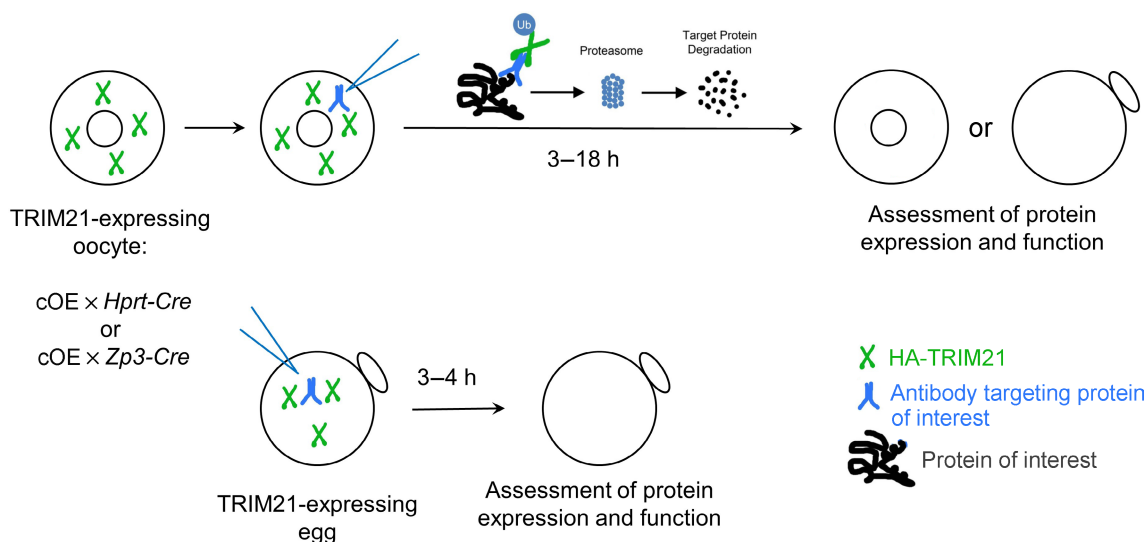 Ub
Proteasome
Target Protein
Degradation
3–18 h
or
TRIM21-expressing
oocyte:
Assessment of protein
expression and function
cOE × Hprt-Cre
or
cOE × Zp3-Cre
3–4 h
TRIM21-expressing
egg
Assessment of protein
expression and function
HA-TRIM21
Antibody targeting protein
of interest
Protein of interest